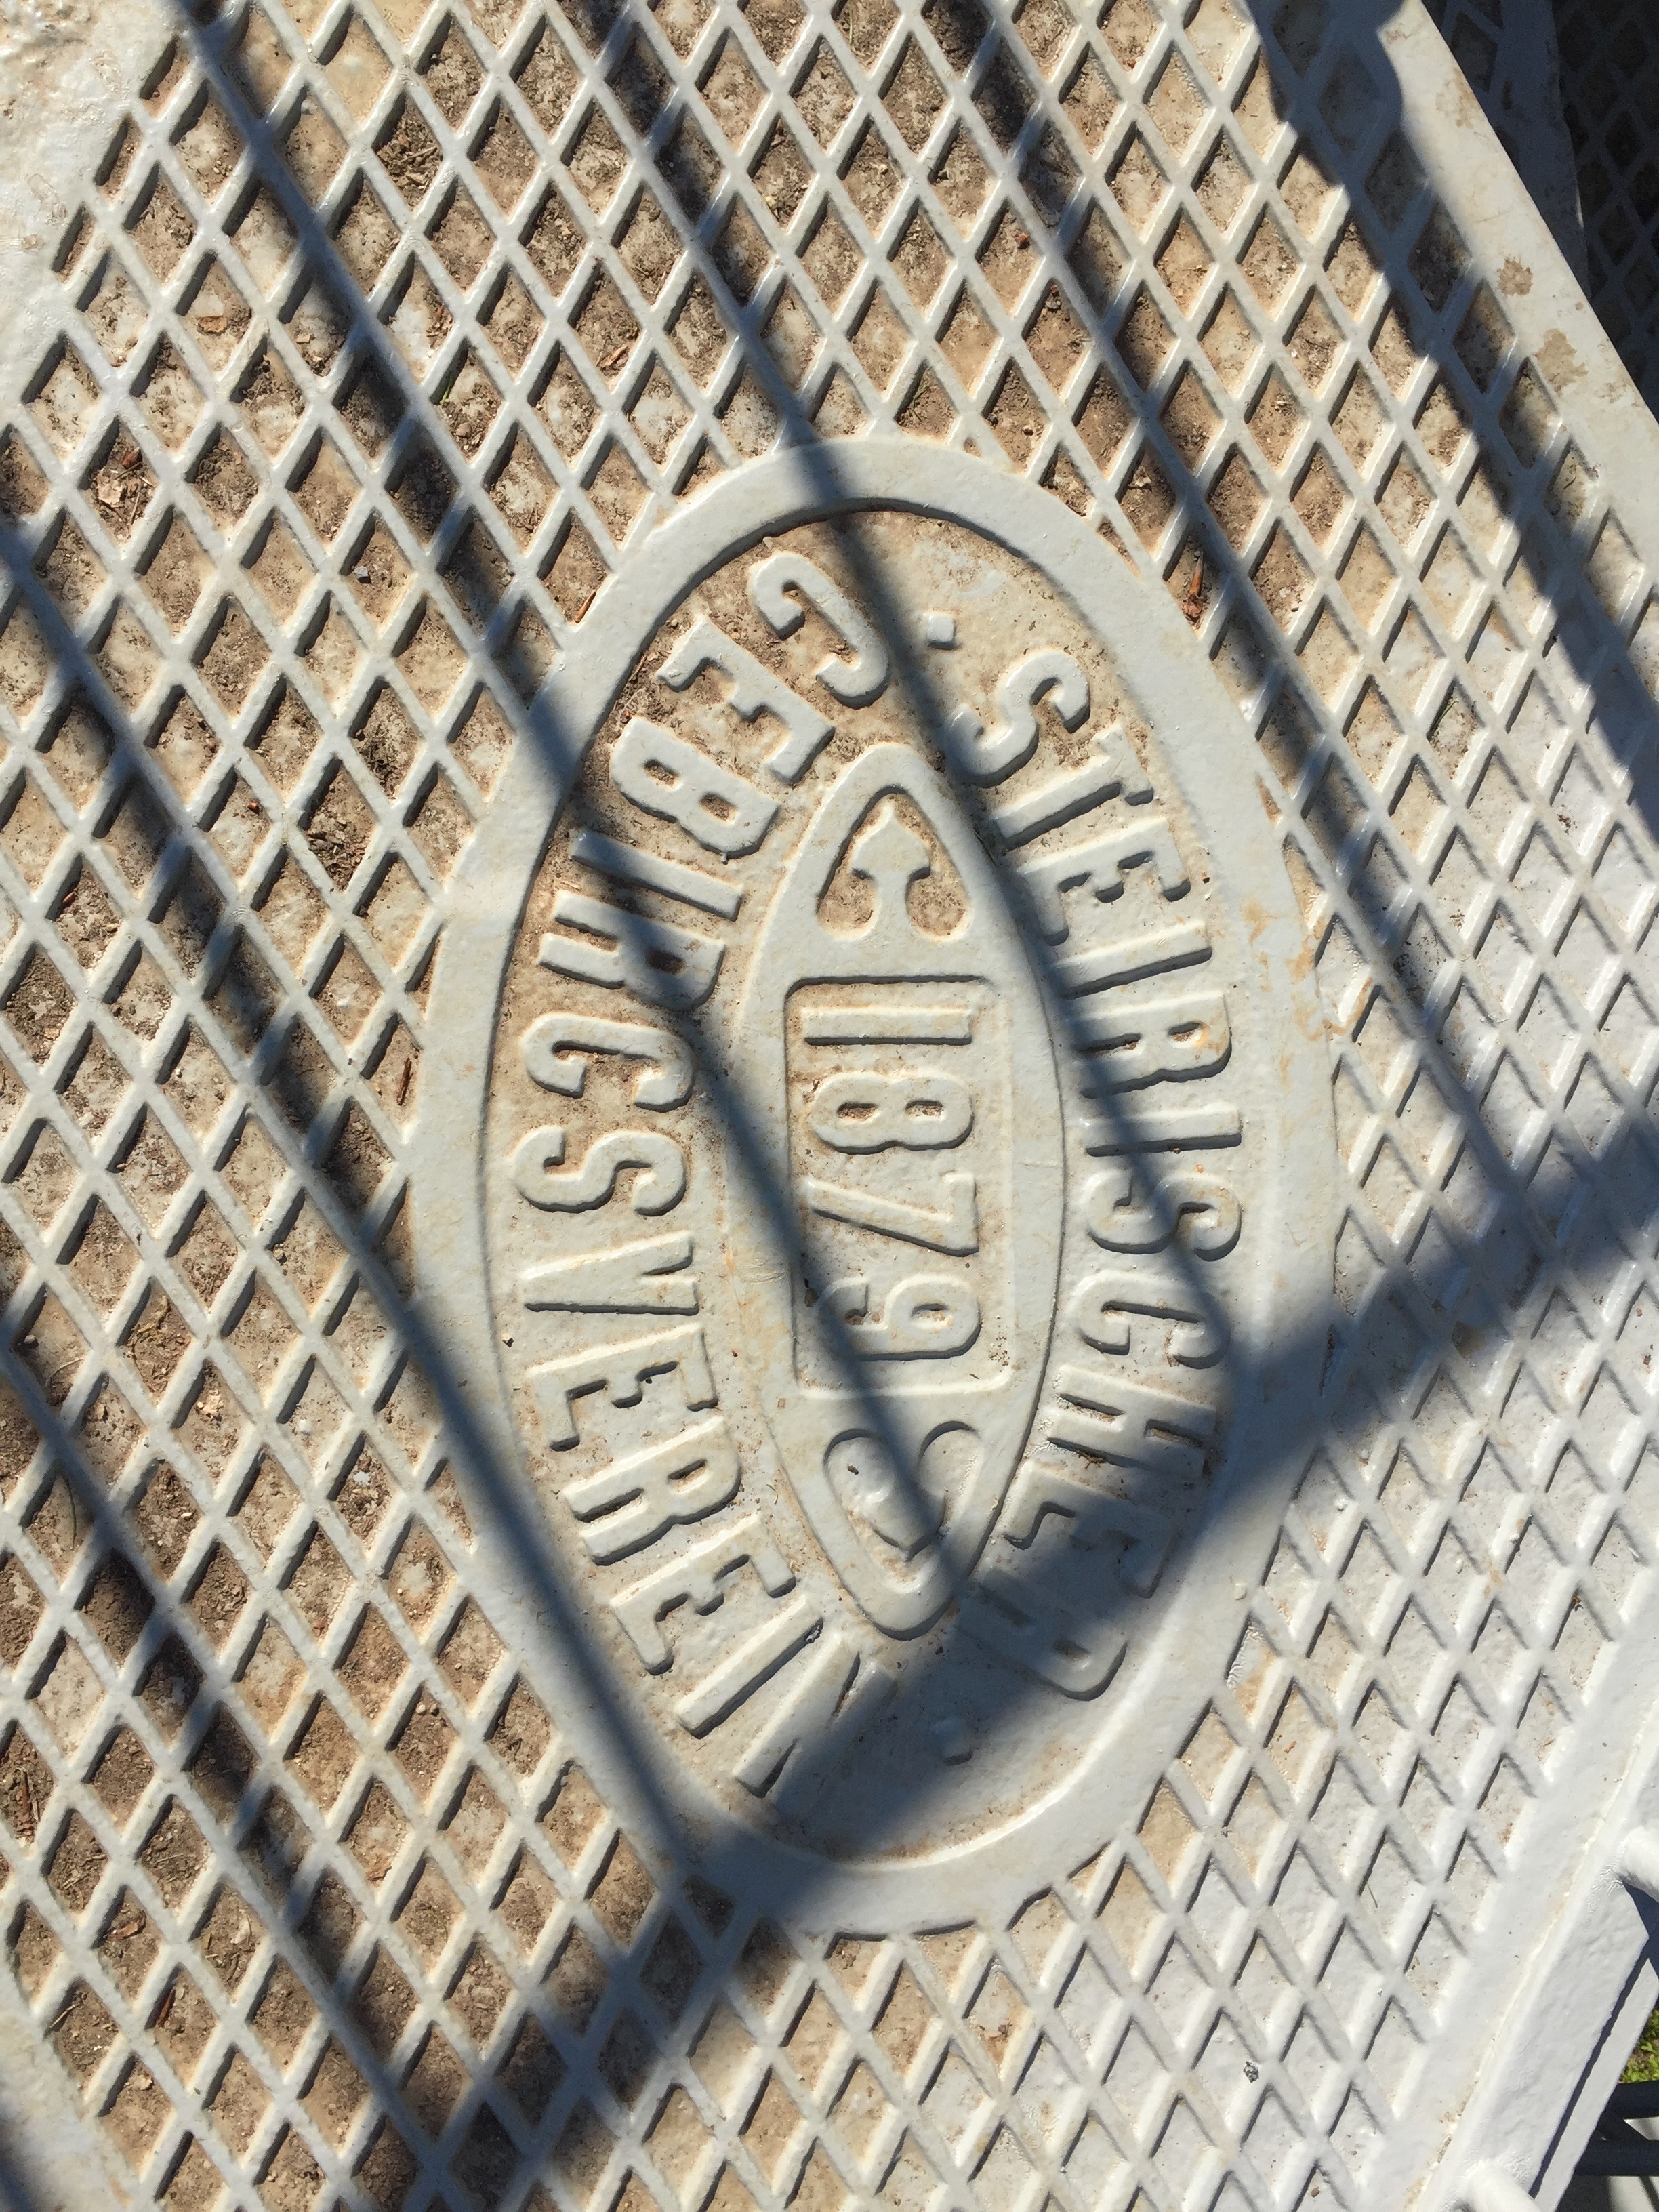 · STEIRISCHER ·
1879
GEBIRGSVEREIN